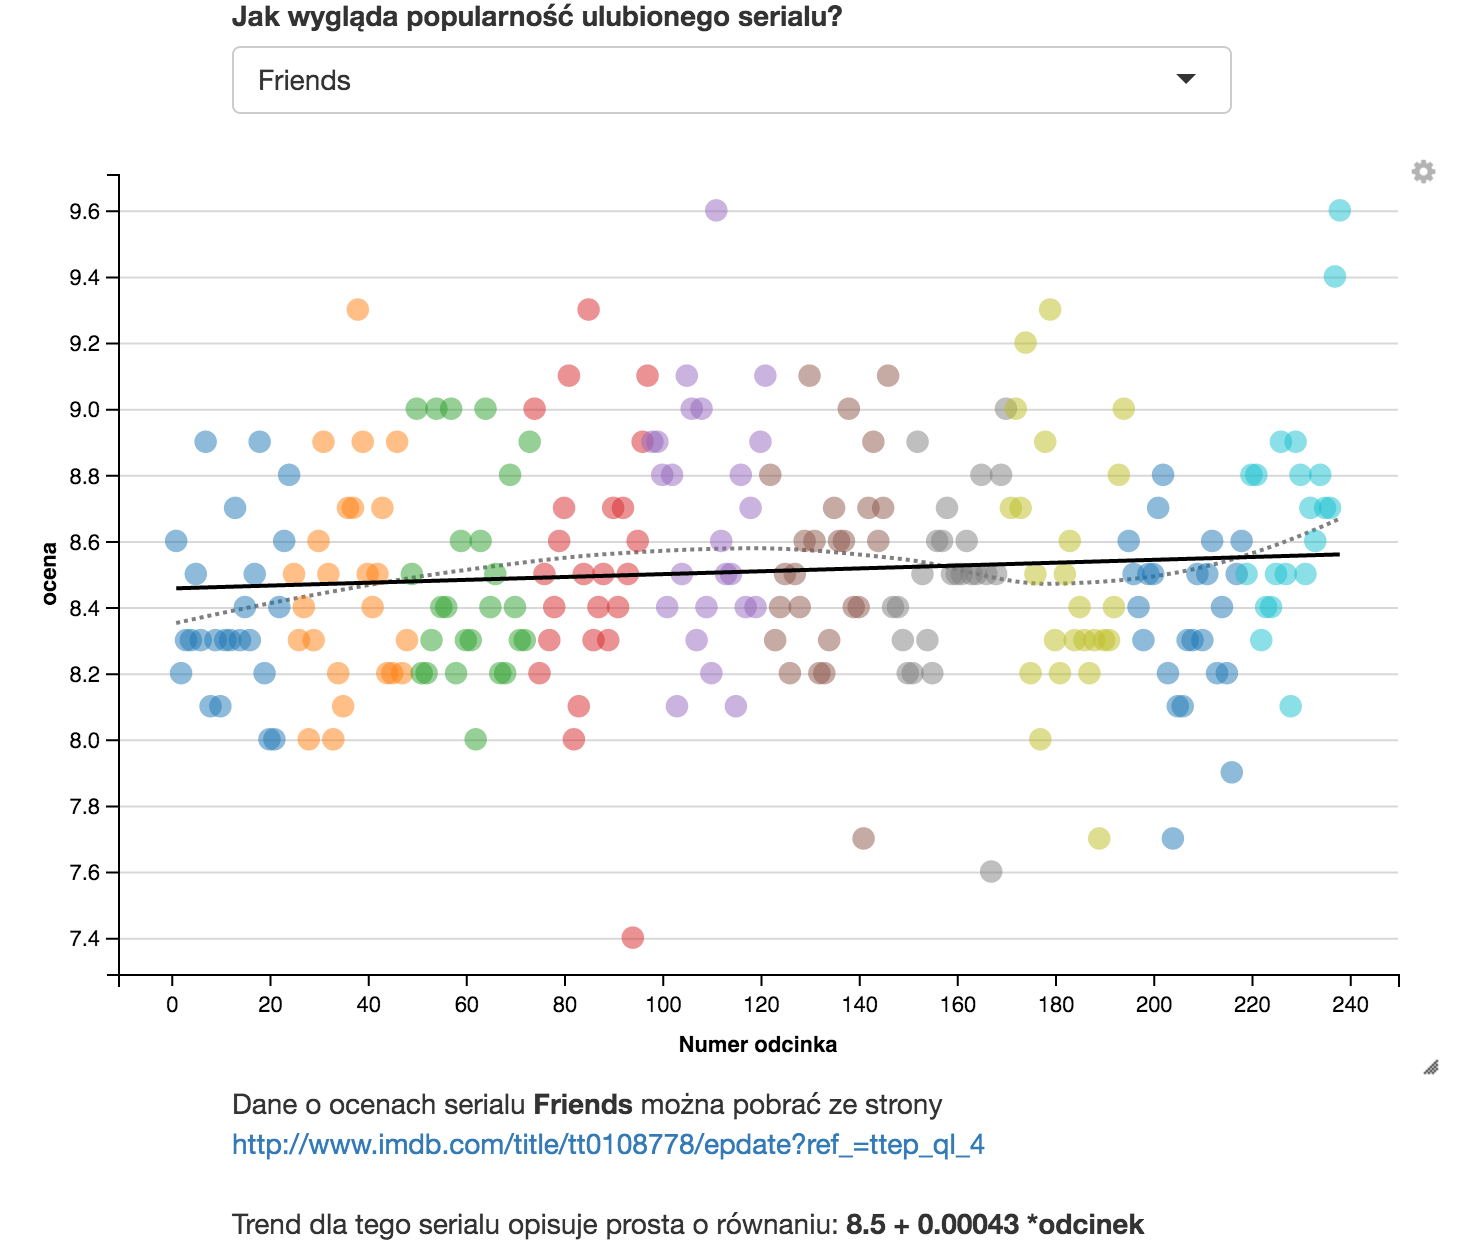 Jak wygląda popularność ulubionego serialu?
Friends
ocena
9.6
9.4
9.2
9.0
8.8
8.6
8.4
8.2
8.0
7.8
7.6
7.4
0 20 40 60 80 100 120 140 160 180 200 220 240
Numer odcinka
Dane o ocenach serialu Friends można pobrać ze strony
http://www.imdb.com/title/tt0108778/epdate?ref_=ttep_ql_4
Trend dla tego serialu opisuje prosta o równaniu: 8.5 + 0.00043 *odcinek